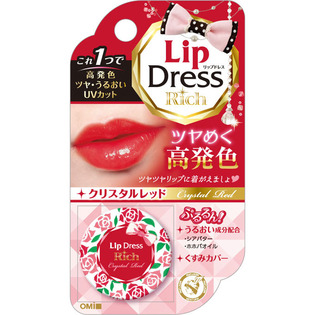 これ1つで
高発色
ツヤ・うるおい
UVカット
Lip
リップドレス
Dress
Rich
ツヤめく
高発色
ツヤツヤリップに着がえましょ♥
クリスタルレッド
Crystal Red
ぷるるん!
うるおい成分配合
・シアバター
・ホホバオイル
くすみカバー
Lip Dress
Rich
Crystal Red
OMI